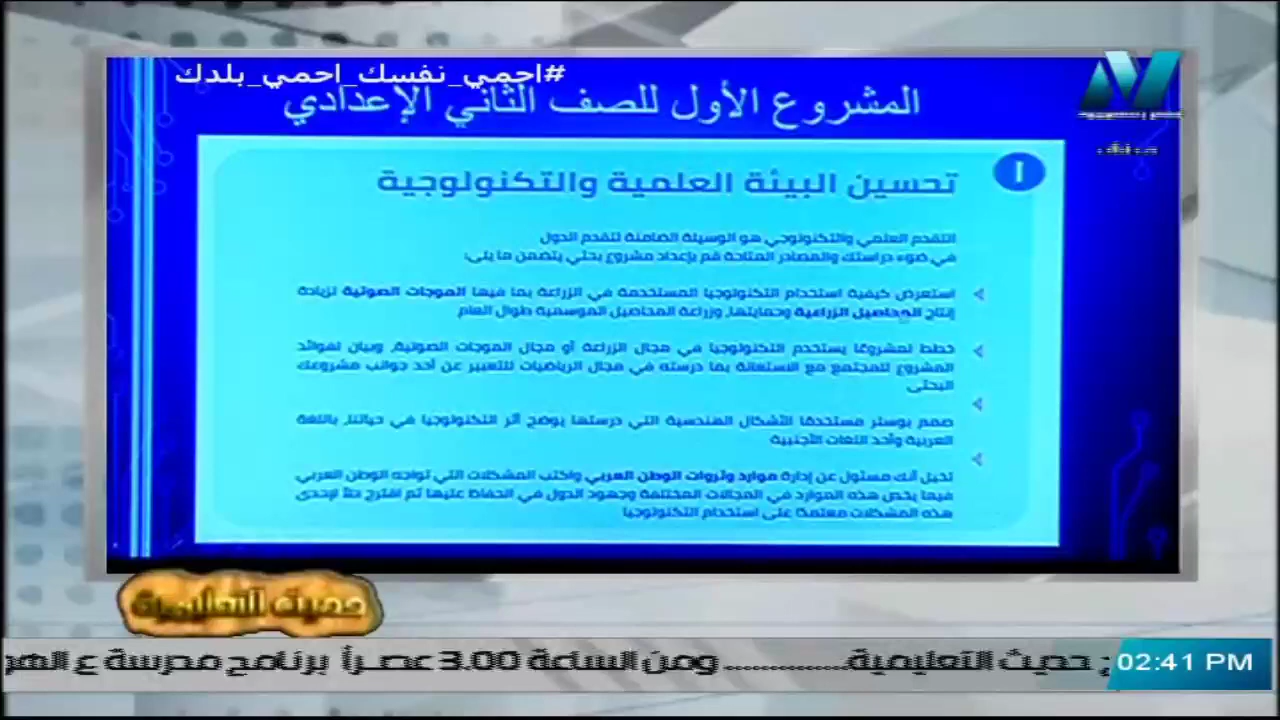 #احمي_نفسك_احمي_بلدك
المشروع الأول للصف الثاني الإعدادي
1
تحسين البيئة العلمية والتكنولوجية
التقدم العلمي والتكنولوجي هو الوسيلة الضامنة لتقدم الدول
في ضوء دراستك والمصادر المتاحة قم بإعداد مشروع بحثي يتضمن ما يلى:
استعرض كيفية استخدام التكنولوجيا المستخدمة في الزراعة بما فيها الموجات الصوتية لزيادة
إنتاج المحاصيل الزراعية وحمايتها، وزراعة المحاصيل الموسمية طوال العام
خطط لمشروعًا يستخدم التكنولوجيا في مجال الزراعة أو مجال الموجات الصوتية، وبيان لفوائد
المشروع للمجتمع مع الاستعانة بما درسته في مجال الرياضيات للتعبير عن أحد جوانب مشروعك
البحثى
صمم بوستر مستخدمًا الأشكال الهندسية التي درستها يوضح أثر التكنولوجيا في حياتنا، باللغة
العربية وأحد اللغات الأجنبية
تخيل أنك مسئول عن إدارة موارد وثروات الوطن العربي واكتب المشكلات التي تواجه الوطن العربي
فيما يخص هذه الموارد في المجالات المختلفة وجهود الدول في الحفاظ عليها ثم اقترح حلاً لإحدى
هذه المشكلات معتمدًا على استخدام التكنولوجيا
حديث التعليمية.............. ومن الساعة 3.00 عصراً برنامج مدرسة ع الهو
02:41 PM